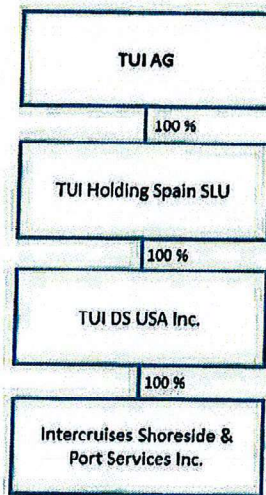 TUI AG
100 %
TUI Holding Spain SLU
100 %
TUI DS USA Inc.
100 %
Intercruises Shoreside &
Port Services Inc.